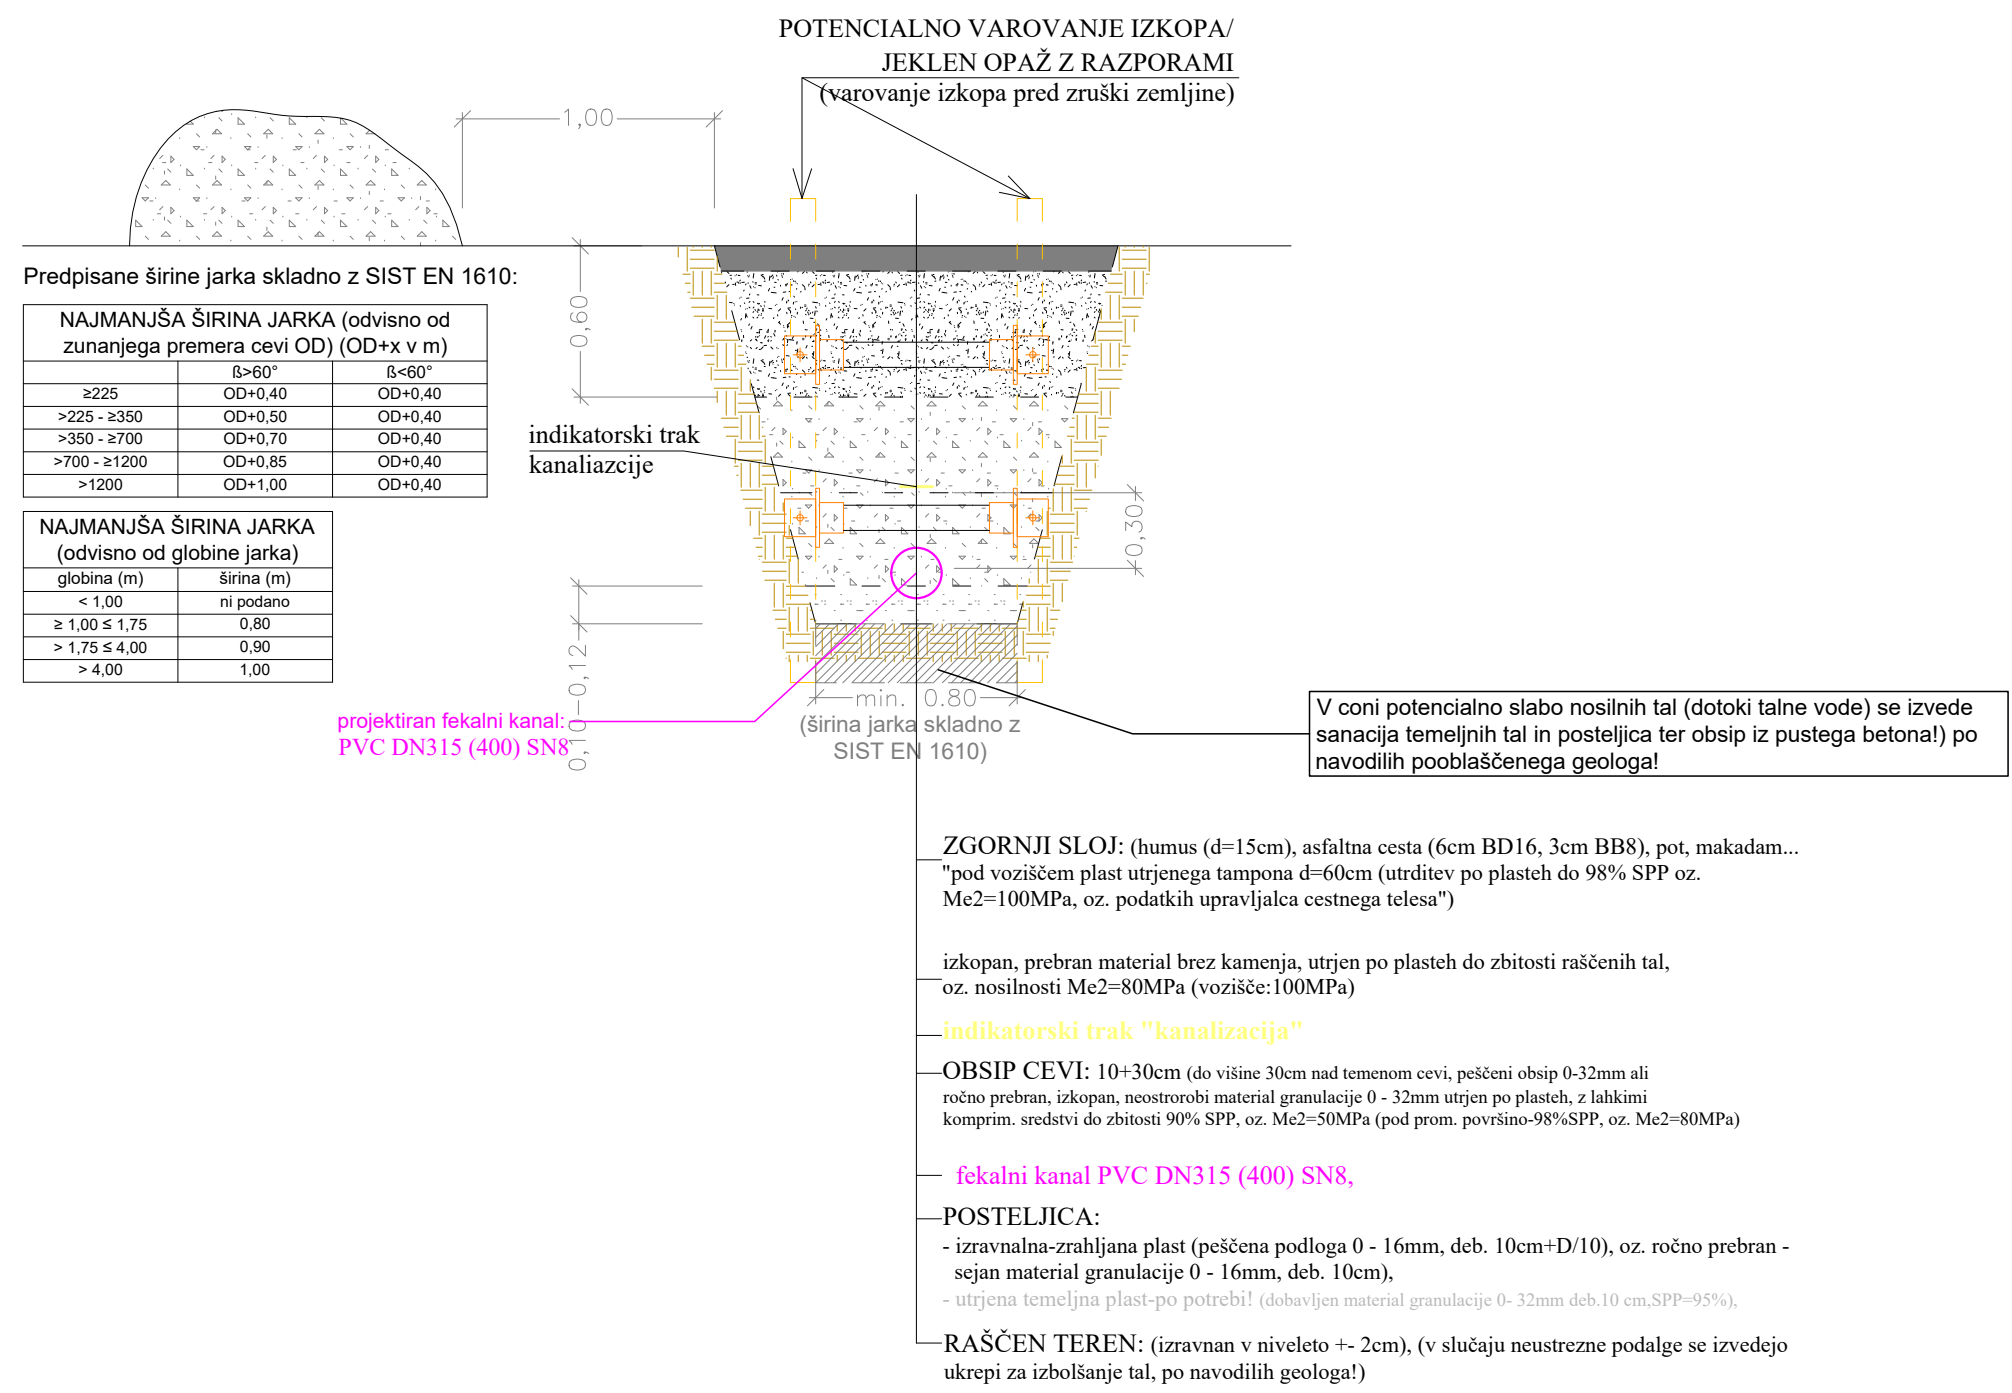 POTENCIALNO VAROVANJE IZKOPA/
JEKLEN OPAŽ Z RAZPORAMI
(varovanje izkopa pred zruški zemljine)
1,00
Predpisane širine jarka skladno z SIST EN 1610:
NAJMANJŠA ŠIRINA JARKA (odvisno od
zunanjega premera cevi OD) (OD+x v m)
ß>60° ß<60°
≥225 OD+0,40 OD+0,40
>225 - ≥350 OD+0,50 OD+0,40
>350 - ≥700 OD+0,70 OD+0,40
>700 - ≥1200 OD+0,85 OD+0,40
>1200 OD+1,00 OD+0,40
NAJMANJŠA ŠIRINA JARKA
(odvisno od globine jarka)
globina (m) širina (m)
< 1,00 ni podano
≥ 1,00 ≤ 1,75 0,80
> 1,75 ≤ 4,00 0,90
> 4,00 1,00
0,60
indikatorski trak
kanaliazcije
0,30
0,10-0,12
projektiran fekalni kanal:
PVC DN315 (400) SN8
min. 0.80
(širina jarka skladno z
SIST EN 1610)
V coni potencialno slabo nosilnih tal (dotoki talne vode) se izvede
sanacija temeljnih tal in posteljica ter obsip iz pustega betona!) po
navodilih pooblaščenega geologa!
ZGORNJI SLOJ: (humus (d=15cm), asfaltna cesta (6cm BD16, 3cm BB8), pot, makadam...
"pod voziščem plast utrjenega tampona d=60cm (utrditev po plasteh do 98% SPP oz.
Me2=100MPa, oz. podatkih upravljalca cestnega telesa")
izkopan, prebran material brez kamenja, utrjen po plasteh do zbitosti raščenih tal,
oz. nosilnosti Me2=80MPa (vozišče:100MPa)
indikatorski trak "kanalizacija"
OBSIP CEVI: 10+30cm (do višine 30cm nad temenom cevi, peščeni obsip 0-32mm ali
ročno prebran, izkopan, neostrorobi material granulacije 0 - 32mm utrjen po plasteh, z lahkimi
komprim. sredstvi do zbitosti 90% SPP, oz. Me2=50MPa (pod prom. površino-98%SPP, oz. Me2=80MPa)
fekalni kanal PVC DN315 (400) SN8,
POSTELJICA:
- izravnalna-zrahljana plast (peščena podloga 0 - 16mm, deb. 10cm+D/10), oz. ročno prebran -
sejan material granulacije 0 - 16mm, deb. 10cm),
- utrjena temeljna plast-po potrebi! (dobavljen material granulacije 0- 32mm deb.10 cm,SPP=95%),
RAŠČEN TEREN: (izravnan v niveleto +- 2cm), (v slučaju neustrezne podalge se izvedejo
ukrepi za izbolšanje tal, po navodilih geologa!)